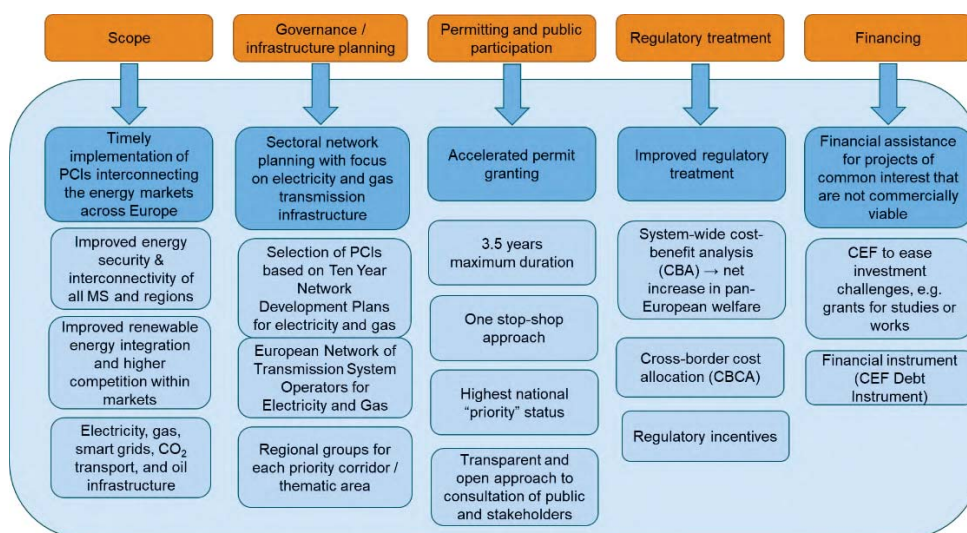 Scope
Governance /
infrastructure planning
Permitting and public
participation
Regulatory treatment
Financing
Timely
implementation of
PCIs interconnecting
the energy markets
across Europe
Improved energy
security &
interconnectivity of
all MS and regions
Improved renewable
energy integration
and higher
competition within
markets
Electricity, gas,
smart grids, CO2
transport, and oil
infrastructure
Sectoral network
planning with focus
on electricity and gas
transmission
infrastructure
Selection of PCIs
based on Ten Year
Network
Development Plans
for electricity and gas
European Network of
Transmission System
Operators for
Electricity and Gas
Regional groups for
each priority corridor /
thematic area
Accelerated permit
granting
3.5 years
maximum duration
One stop-shop
approach
Highest national
“priority” status
Transparent and
open approach to
consultation of public
and stakeholders
Improved regulatory
treatment
System-wide cost-
benefit analysis
(CBA) → net
increase in pan-
European welfare
Cross-border cost
allocation (CBCA)
Regulatory incentives
Financial assistance
for projects of
common interest that
are not commercially
viable
CEF to ease
investment
challenges, e.g.
grants for studies or
works
Financial instrument
(CEF Debt
Instrument)